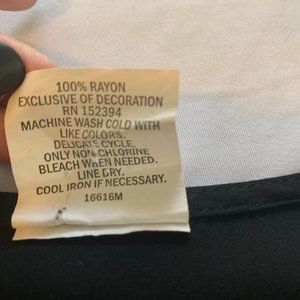 100% RAYON
EXCLUSIVE OF DECORATION
RN 152394
MACHINE WASH COLD WITH
LIKE COLORS.
DELICATE CYCLE.
ONLY NON-CHLORINE
BLEACH WHEN NEEDED.
LINE DRY.
COOL IRON IF NECESSARY.
16616M